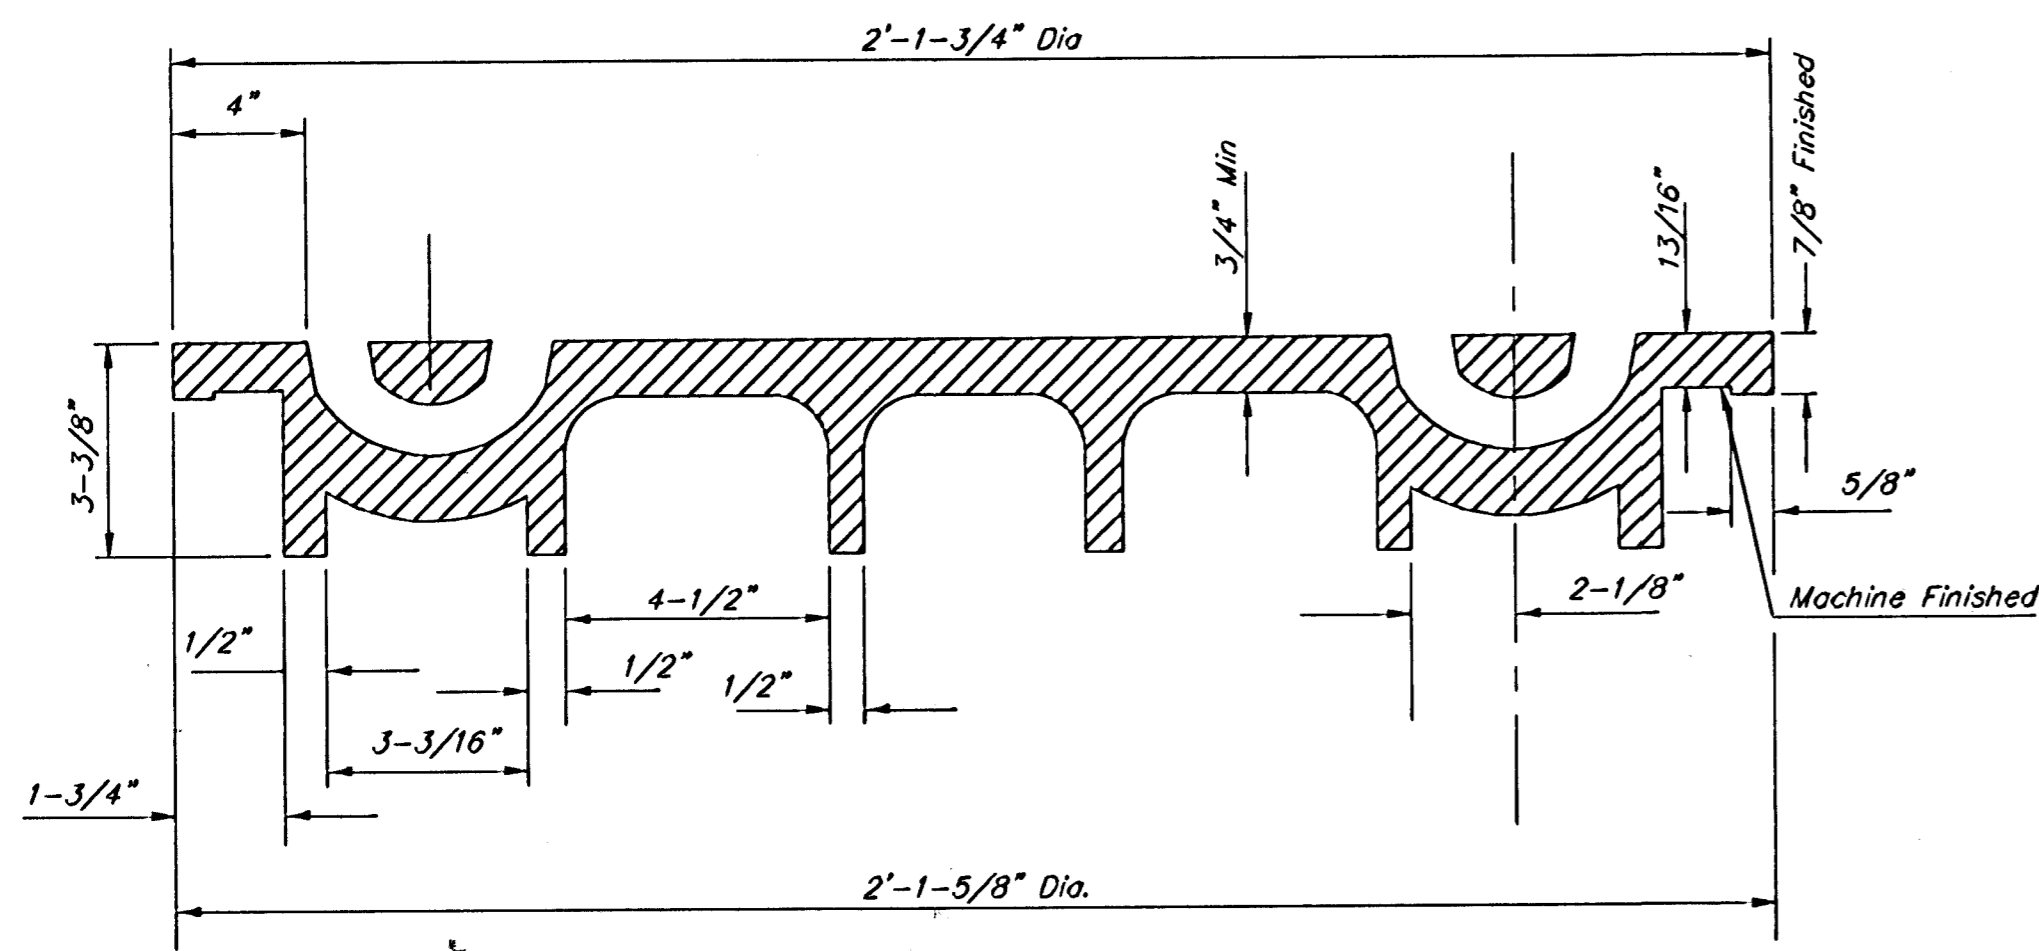 2'-1-3/4" Dia
4"
3/4" Min
13/16"
7/8" Finished
3-3/8"
5/8"
2-1/8"
Machine Finished
4-1/2"
1/2"
1/2"
1/2"
3-3/16"
1-3/4"
2'-1-5/8" Dia.